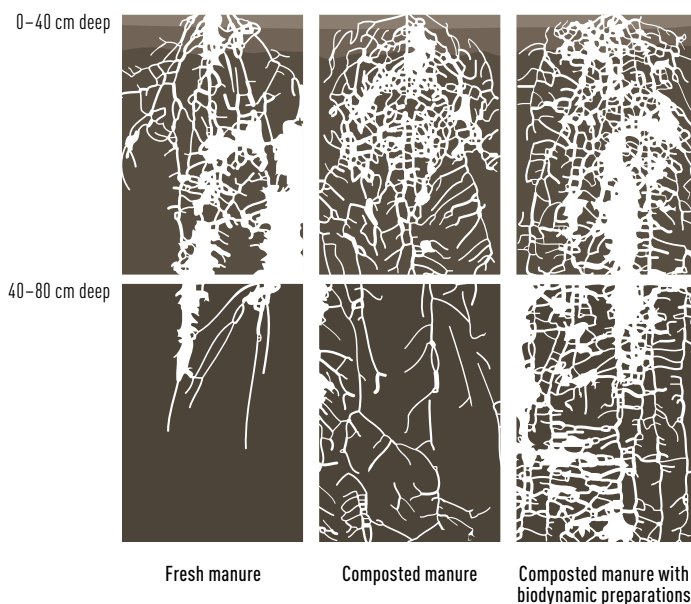 0–40 cm deep
40–80 cm deep
Fresh manure
Composted manure
Composted manure with
biodynamic preparations